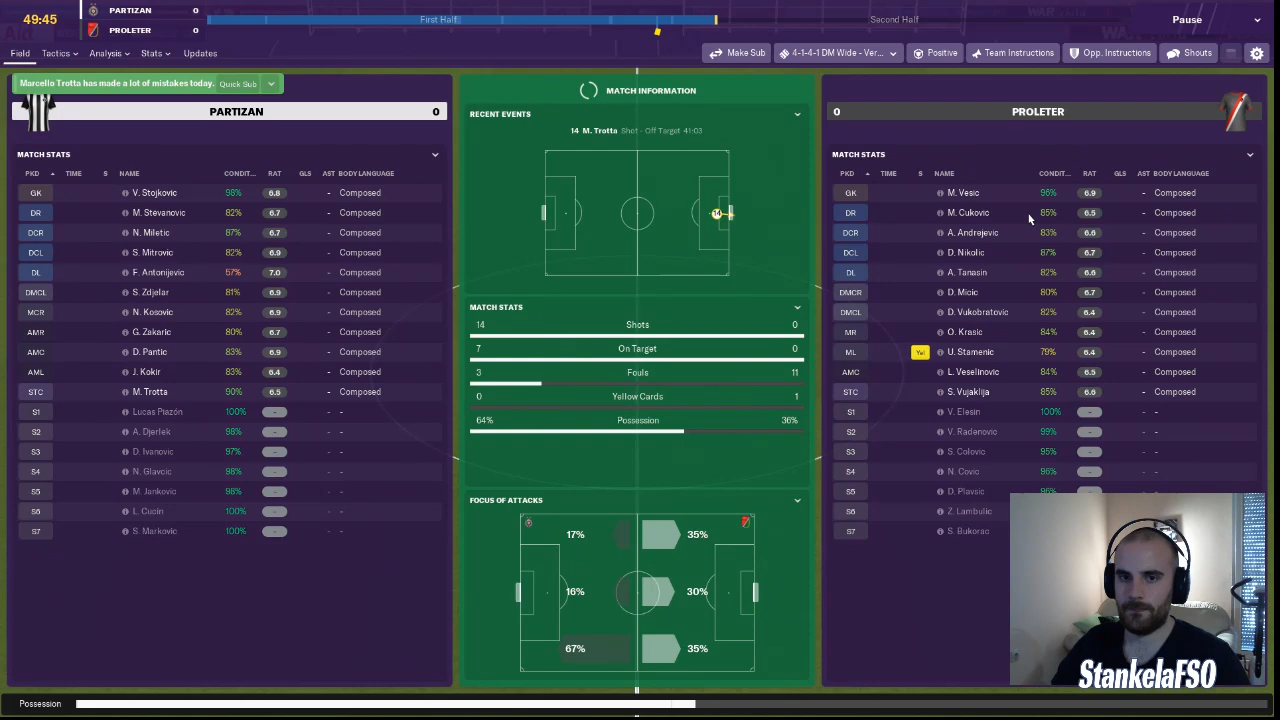 49:45
PARTIZAN 0
PROLETER 0
First Half
Second Half
Pause
Field Tactics Analysis Stats Updates
Make Sub 4-1-4-1 DM Wide - Ver... Positive Team Instructions Opp. Instructions Shouts
Marcello Trotta has made a lot of mistakes today. Quick Sub
PARTIZAN 0
MATCH STATS
PKD TIME S NAME CONDIT... RAT GLS AST BODY LANGUAGE
GK V. Stojkovic 98% 6.8 - Composed
DR M. Stevanovic 82% 6.7 - Composed
DCR N. Miletic 87% 6.7 - Composed
DCL S. Mitrovic 82% 6.9 - Composed
DL F. Antonijevic 57% 7.0 - Composed
DMCL S. Zdjelar 81% 6.9 - Composed
MCR N. Kosovic 82% 6.9 - Composed
AMR G. Zakaric 80% 6.7 - Composed
AMC D. Pantic 83% 6.9 - Composed
AML J. Kokir 83% 6.4 - Composed
STC M. Trotta 90% 6.5 - Composed
S1 Lucas Piazón 100% - - -
S2 A. Djerlek 98% - - -
S3 D. Ivanovic 97% - - -
S4 N. Glavcic 98% - - -
S5 M. Jankovic 98% - - -
S6 L. Cucin 100% - - -
S7 S. Markovic 100% - - -
MATCH INFORMATION
RECENT EVENTS
14 M. Trotta Shot - Off Target 41:03
14
MATCH STATS
14 Shots 0
7 On Target 0
3 Fouls 11
0 Yellow Cards 1
64% Possession 36%
FOCUS OF ATTACKS
17% 35%
16% 30%
67% 35%
0 PROLETER
MATCH STATS
PKD TIME S NAME CONDIT... RAT GLS AST BODY LANGUAGE
GK M. Vesic 96% 6.9 - Composed
DR M. Cukovic 85% 6.5 - Composed
DCR A. Andrejevic 83% 6.6 - Composed
DCL D. Nikolic 87% 6.7 - Composed
DL A. Tanasin 82% 6.6 - Composed
DMCR D. Micic 80% 6.7 - Composed
DMCL D. Vukobratovic 82% 6.4 - Composed
MR O. Krasic 84% 6.4 - Composed
ML Yel U. Stamenic 79% 6.4 - Composed
AMC L. Veselinovic 84% 6.5 - Composed
STC S. Vujaklija 85% 6.6 - Composed
S1 V. Elesin 100% - - -
S2 V. Radenovic 99% - - -
S3 S. Colovic 95% - - -
S4 N. Covic 96% - - -
S5 D. Plavsic 96%
S6 Z. Lambulic
S7 S. Bukorac
StankelaFSO
Possession